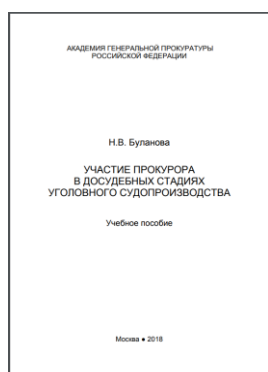 АКАДЕМИЯ ГЕНЕРАЛЬНОЙ ПРОКУРАТУРЫ
РОССИЙСКОЙ ФЕДЕРАЦИИ
Н.В. Буланова
УЧАСТИЕ ПРОКУРОРА
В ДОСУДЕБНЫХ СТАДИЯХ
УГОЛОВНОГО СУДОПРОИЗВОДСТВА
Учебное пособие
Москва ● 2018